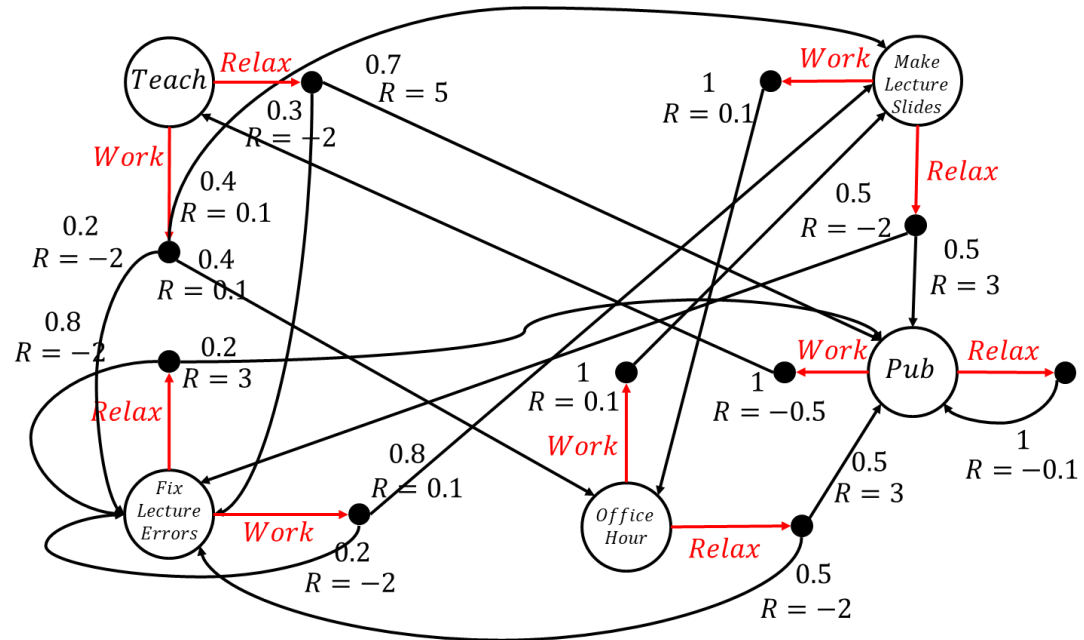 Teach
Relax
0.7
R = 5
0.3
R = −2
Work
0.4
R = 0.1
0.2
R = −2
0.4
R = 0.1
0.8
R = −2
0.2
R = 3
Relax
Fix
Lecture
Errors
Work
0.8
R = 0.1
0.2
R = −2
Make
Lecture
Slides
Work
1
R = 0.1
Relax
0.5
R = −2
0.5
R = 3
Pub
Work
1
R = −0.5
Relax
1
R = −0.1
1
R = 0.1
Work
Office
Hour
Relax
0.5
R = 3
0.5
R = −2